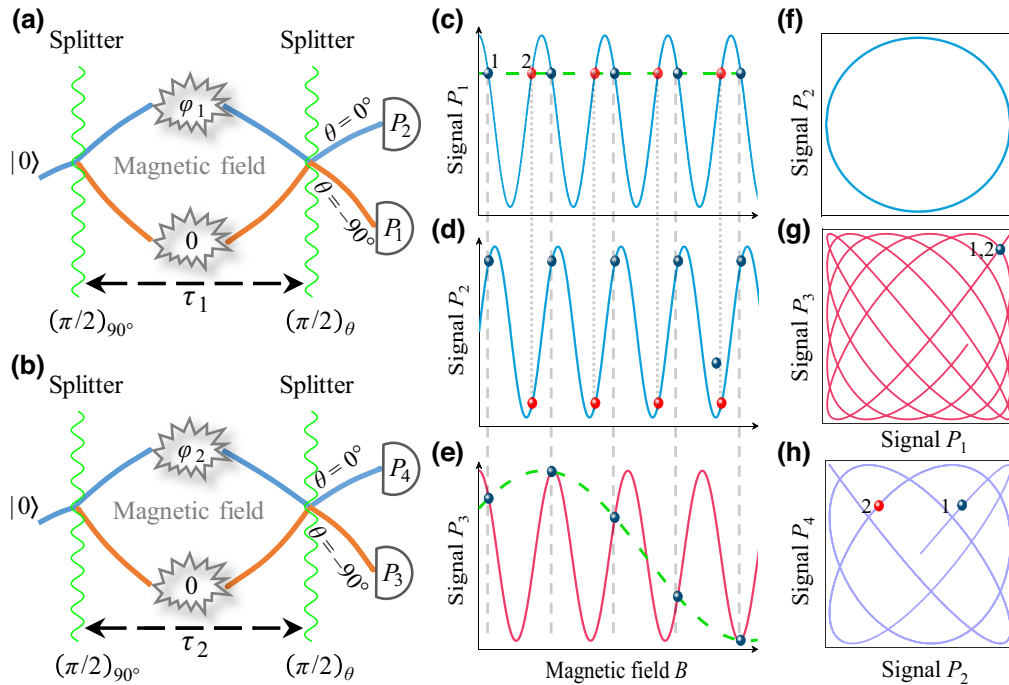 (a)
Splitter
Splitter
φ₁
θ = 0°
P₂
|0⟩
Magnetic field
θ = −90°
P₁
0
τ₁
(π/2)₉₀°
(π/2)θ
(b)
Splitter
Splitter
φ₂
θ = 0°
P₄
|0⟩
Magnetic field
θ = −90°
P₃
0
τ₂
(π/2)₉₀°
(π/2)θ
(c)
Signal P₁
1
2
(d)
Signal P₂
(e)
Signal P₃
Magnetic field B
(f)
Signal P₂
(g)
Signal P₃
1,2
Signal P₁
(h)
Signal P₄
2
1
Signal P₂